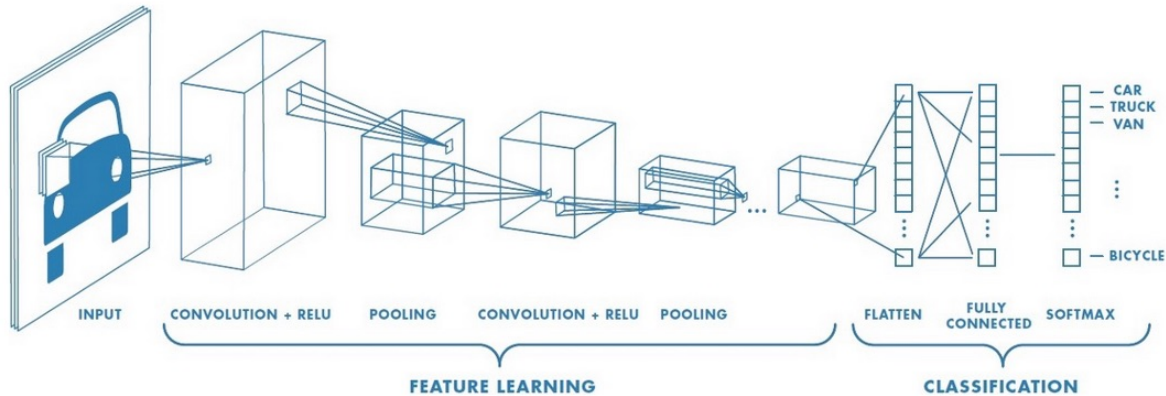 CAR
TRUCK
VAN
BICYCLE
INPUT
CONVOLUTION + RELU
POOLING
CONVOLUTION + RELU
POOLING
FLATTEN
FULLY
CONNECTED
SOFTMAX
FEATURE LEARNING
CLASSIFICATION